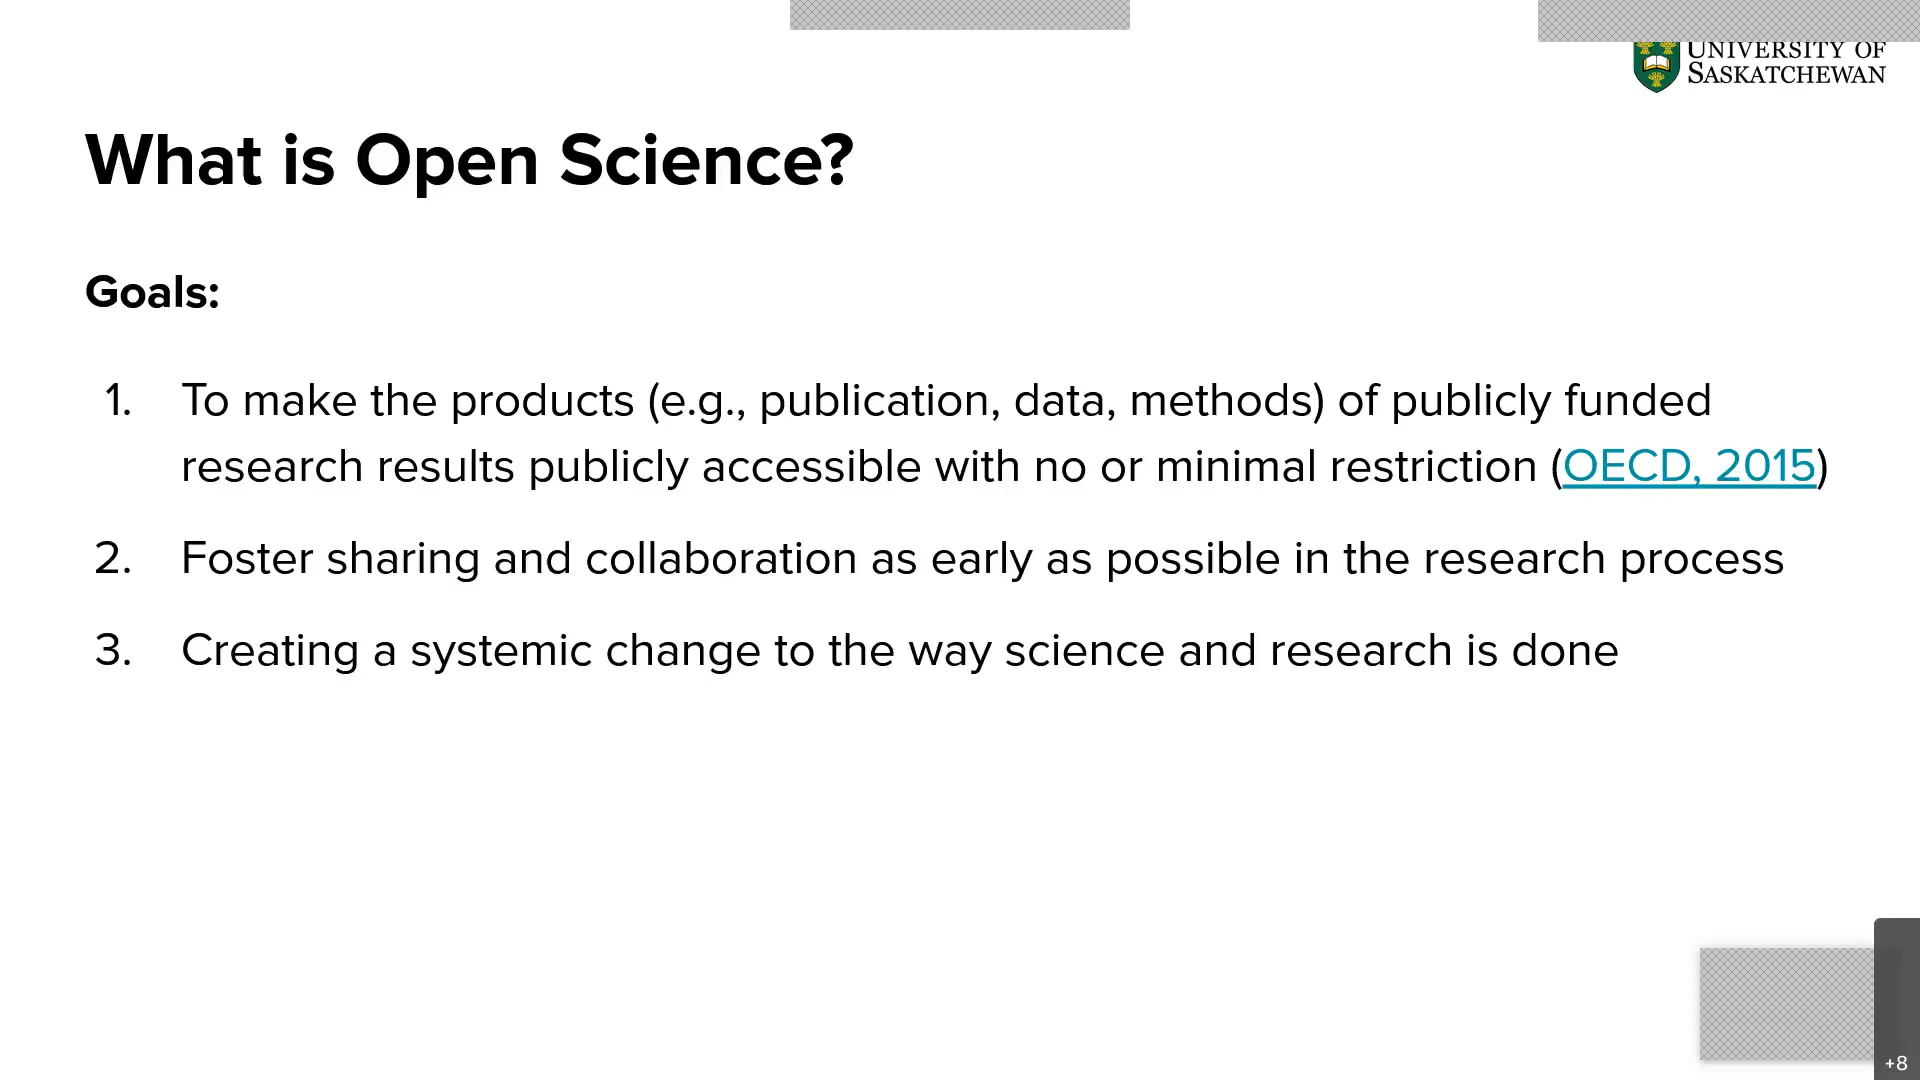 UNIVERSITY OF
SASKATCHEWAN
What is Open Science?
Goals:
1. To make the products (e.g., publication, data, methods) of publicly funded
research results publicly accessible with no or minimal restriction (OECD, 2015)
2. Foster sharing and collaboration as early as possible in the research process
3. Creating a systemic change to the way science and research is done
+8